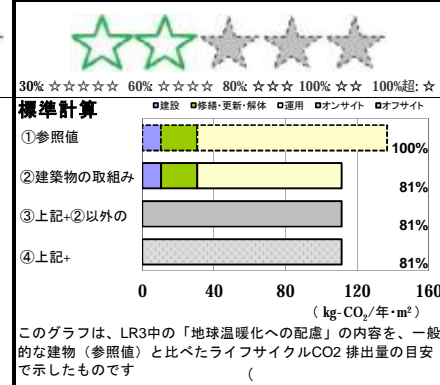 30% ☆☆☆☆☆ 60% ☆☆☆☆ 80% ☆☆☆ 100% ☆☆ 100%超: ☆
標準計算
■建設 ■修繕・更新・解体 □運用 ■オンサイト ■オフサイト
①参照値
100%
②建築物の取組み
81%
③上記+②以外の
81%
④上記+
81%
0 40 80 120 160
( kg-CO₂/年・m² )
このグラフは、LR3中の「地球温暖化への配慮」の内容を、一般
的な建物（参照値）と比べたライフサイクルCO2 排出量の目安
で示したものです (